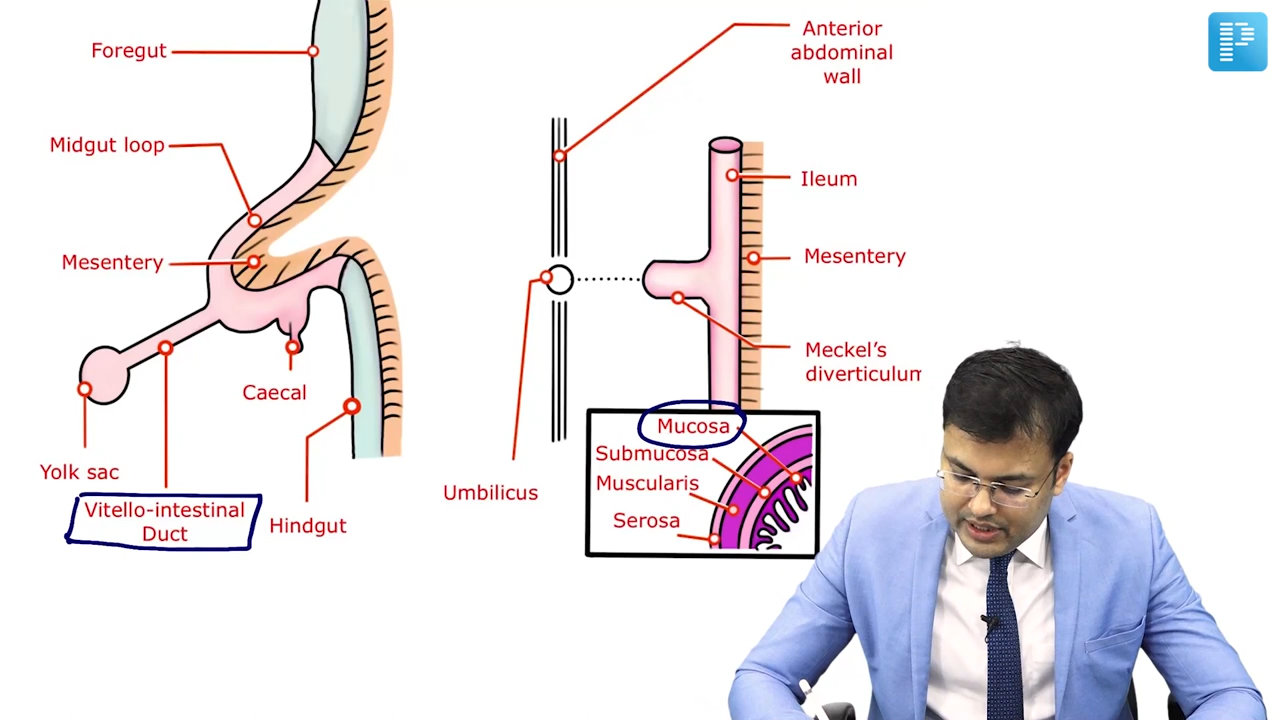 Foregut
Midgut loop
Mesentery
Caecal
Yolk sac
Vitello-intestinal
Duct
Hindgut
Anterior
abdominal
wall
Ileum
Mesentery
Meckel's
diverticulum
Umbilicus
Mucosa
Submucosa
Muscularis
Serosa